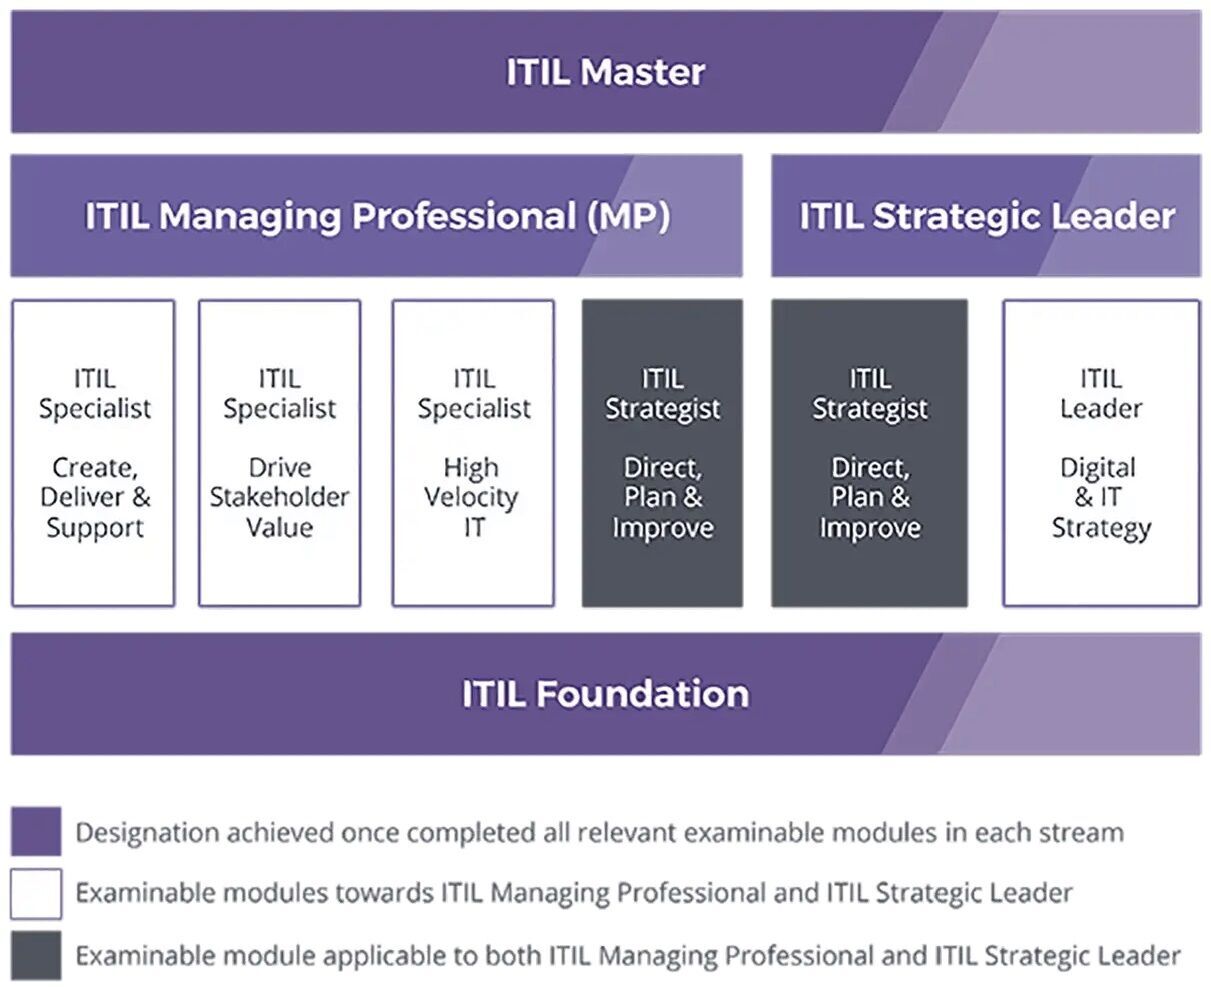 ITIL Master
ITIL Managing Professional (MP)
ITIL Strategic Leader
ITIL
Specialist
Create,
Deliver &
Support
ITIL
Specialist
Drive
Stakeholder
Value
ITIL
Specialist
High
Velocity
IT
ITIL
Strategist
Direct,
Plan &
Improve
ITIL
Strategist
Direct,
Plan &
Improve
ITIL
Leader
Digital
& IT
Strategy
ITIL Foundation
Designation achieved once completed all relevant examinable modules in each stream
Examinable modules towards ITIL Managing Professional and ITIL Strategic Leader
Examinable module applicable to both ITIL Managing Professional and ITIL Strategic Leader